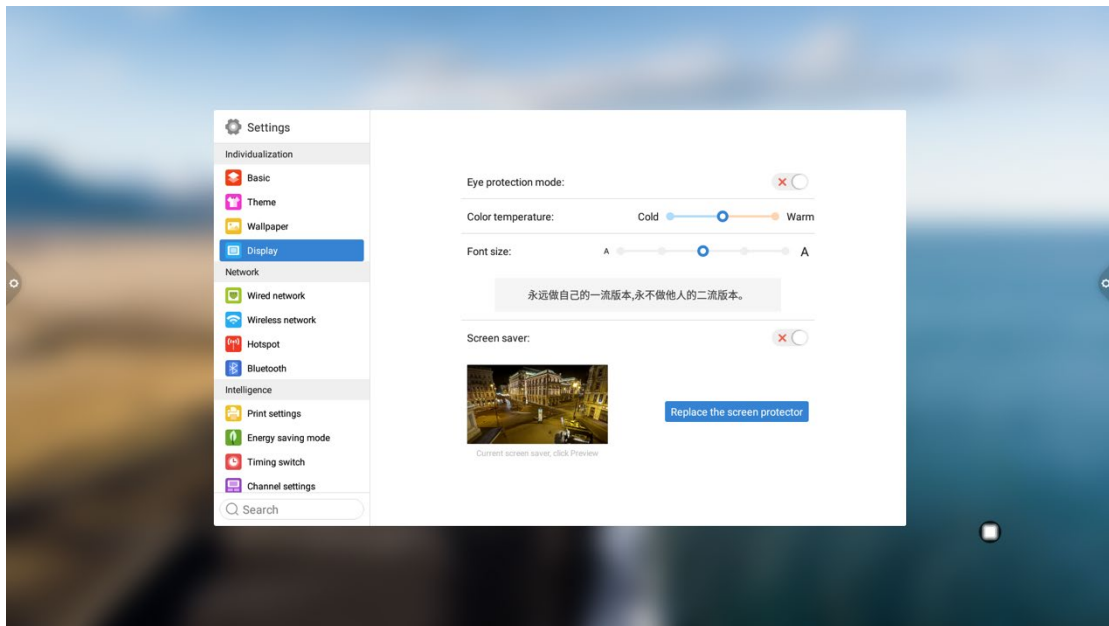 Settings
Individualization
Basic
Theme
Wallpaper
Display
Network
Wired network
Wireless network
Hotspot
Bluetooth
Intelligence
Print settings
Energy saving mode
Timing switch
Channel settings
Search
Eye protection mode:
Color temperature: Cold Warm
Font size: A A
永远做自己的一流版本,永不做他人的二流版本。
Screen saver:
Replace the screen protector
Current screen saver, click Preview